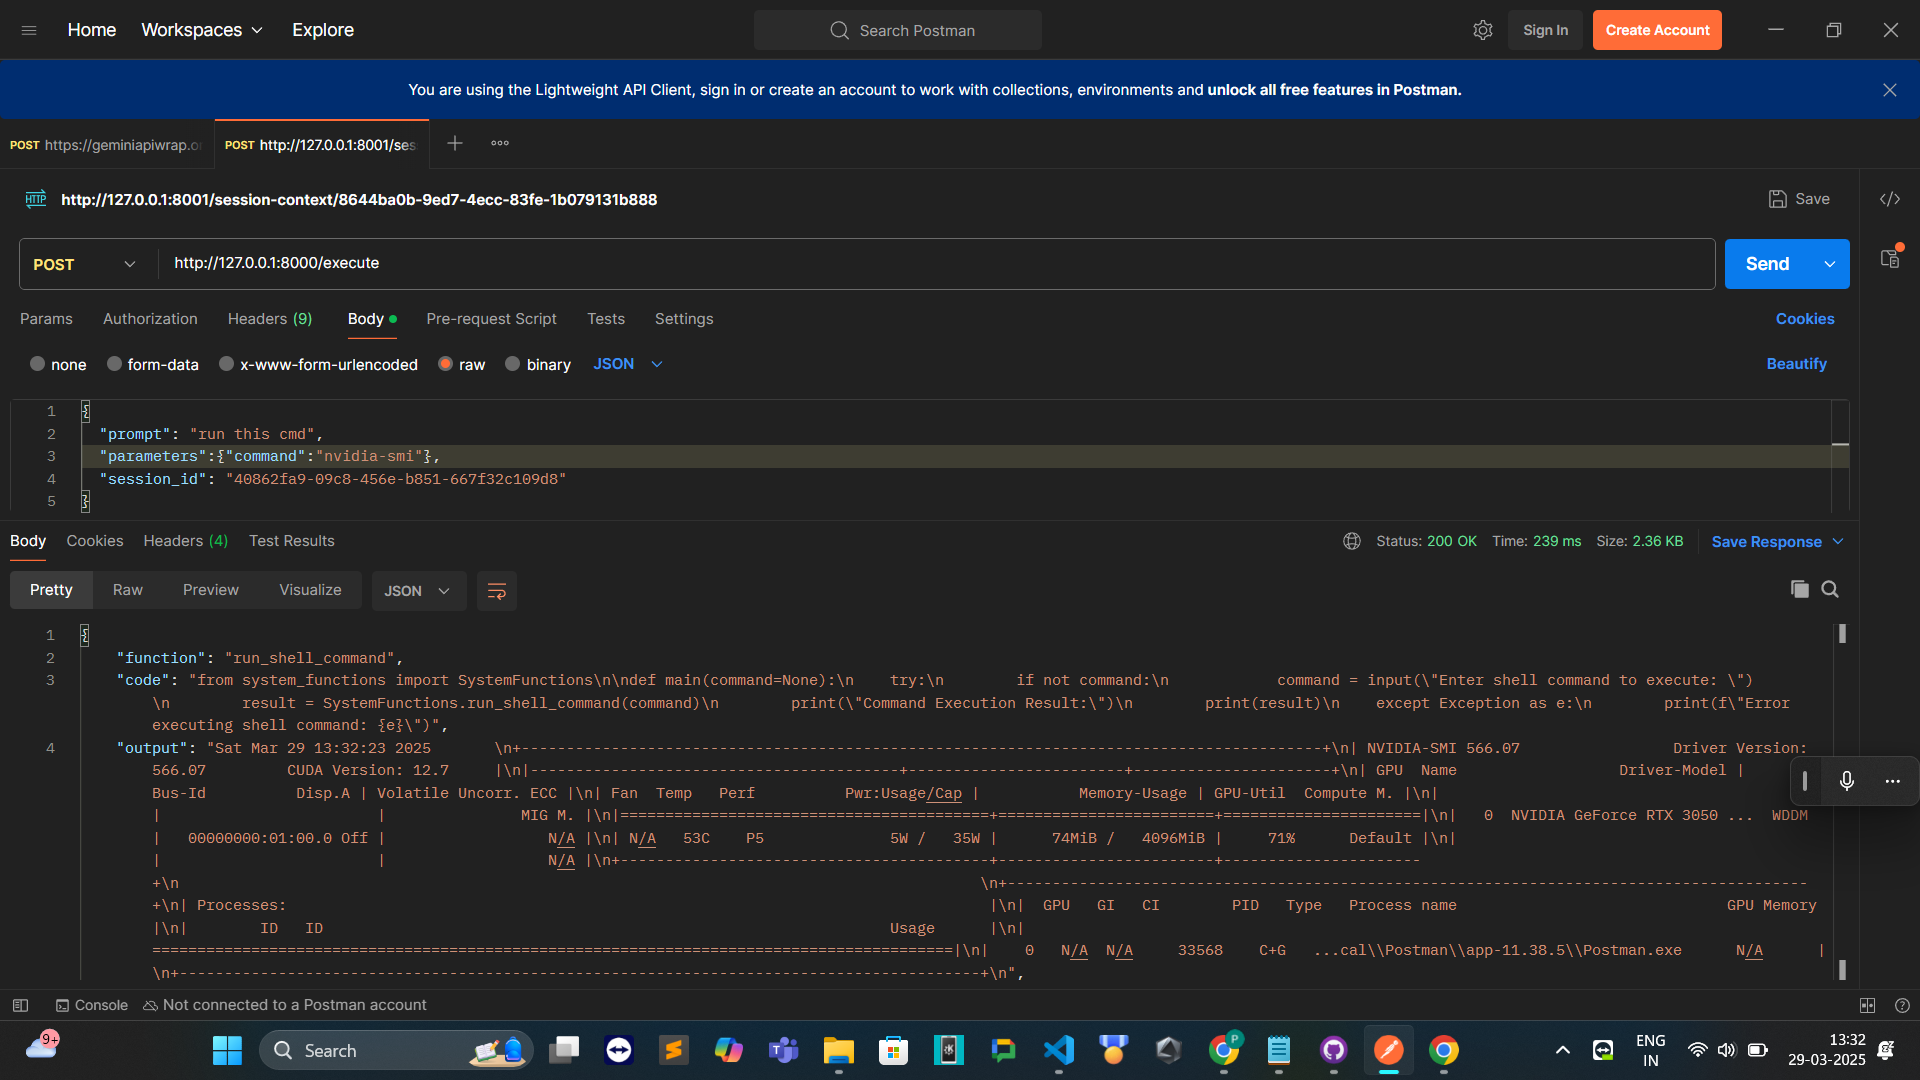 Home Workspaces Explore Search Postman Sign In Create Account
You are using the Lightweight API Client, sign in or create an account to work with collections, environments and unlock all free features in Postman.
POST https://geminiapiwrap.o POST http://127.0.0.1:8001/ses
HTTP http://127.0.0.1:8001/session-context/8644ba0b-9ed7-4ecc-83fe-1b079131b888 Save
POST http://127.0.0.1:8000/execute Send
Params Authorization Headers (9) Body Pre-request Script Tests Settings Cookies
none form-data x-www-form-urlencoded raw binary JSON Beautify
1 {
2 "prompt": "run this cmd",
3 "parameters":{"command":"nvidia-smi"},
4 "session_id": "40862fa9-09c8-456e-b851-667f32c109d8"
5 }
Body Cookies Headers (4) Test Results Status: 200 OK Time: 239 ms Size: 2.36 KB Save Response
Pretty Raw Preview Visualize JSON
1 {
2 "function": "run_shell_command",
3 "code": "from system_functions import SystemFunctions\n\ndef main(command=None):\n    try:\n        if not command:\n            command = input(\"Enter shell command to execute: \")
\n        result = SystemFunctions.run_shell_command(command)\n        print(\"Command Execution Result:\")\n        print(result)\n    except Exception as e:\n        print(f\"Error
executing shell command: {e}\")",
4 "output": "Sat Mar 29 13:32:23 2025       \n+-----------------------------------------------------------------------------------------+\n| NVIDIA-SMI 566.07                 Driver Version:
566.07         CUDA Version: 12.7     |\n|-----------------------------------------+------------------------+----------------------+\n| GPU  Name                  Driver-Model |
Bus-Id          Disp.A | Volatile Uncorr. ECC |\n| Fan  Temp   Perf          Pwr:Usage/Cap |           Memory-Usage | GPU-Util  Compute M. |\n|
|                        |               MIG M. |\n|=========================================+========================+======================|\n|   0  NVIDIA GeForce RTX 3050 ...  WDDM
|   00000000:01:00.0 Off |                  N/A |\n| N/A   53C    P5              5W /   35W |      74MiB /   4096MiB |     71%      Default |\n|
|                        |                  N/A |\n+-----------------------------------------+------------------------+----------------------
+\n                                                                                         \n+-----------------------------------------------------------------------------------------
+\n| Processes:                                                                              |\n|  GPU   GI   CI        PID   Type   Process name                              GPU Memory
|\n|        ID   ID                                                               Usage      |\n|
=========================================================================================|\n|    0   N/A  N/A     33568    C+G   ...cal\\Postman\\app-11.38.5\\Postman.exe      N/A      |
\n+-----------------------------------------------------------------------------------------+\n",
Console Not connected to a Postman account
9+ Search ENG IN 13:32 29-03-2025